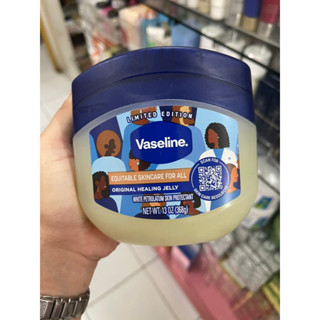 LIMITED EDITION
Vaseline.
EQUITABLE SKINCARE FOR ALL
ORIGINAL HEALING JELLY
WHITE PETROLATUM SKIN PROTECTANT
NET WT. 13 OZ (368g)
SCAN FOR